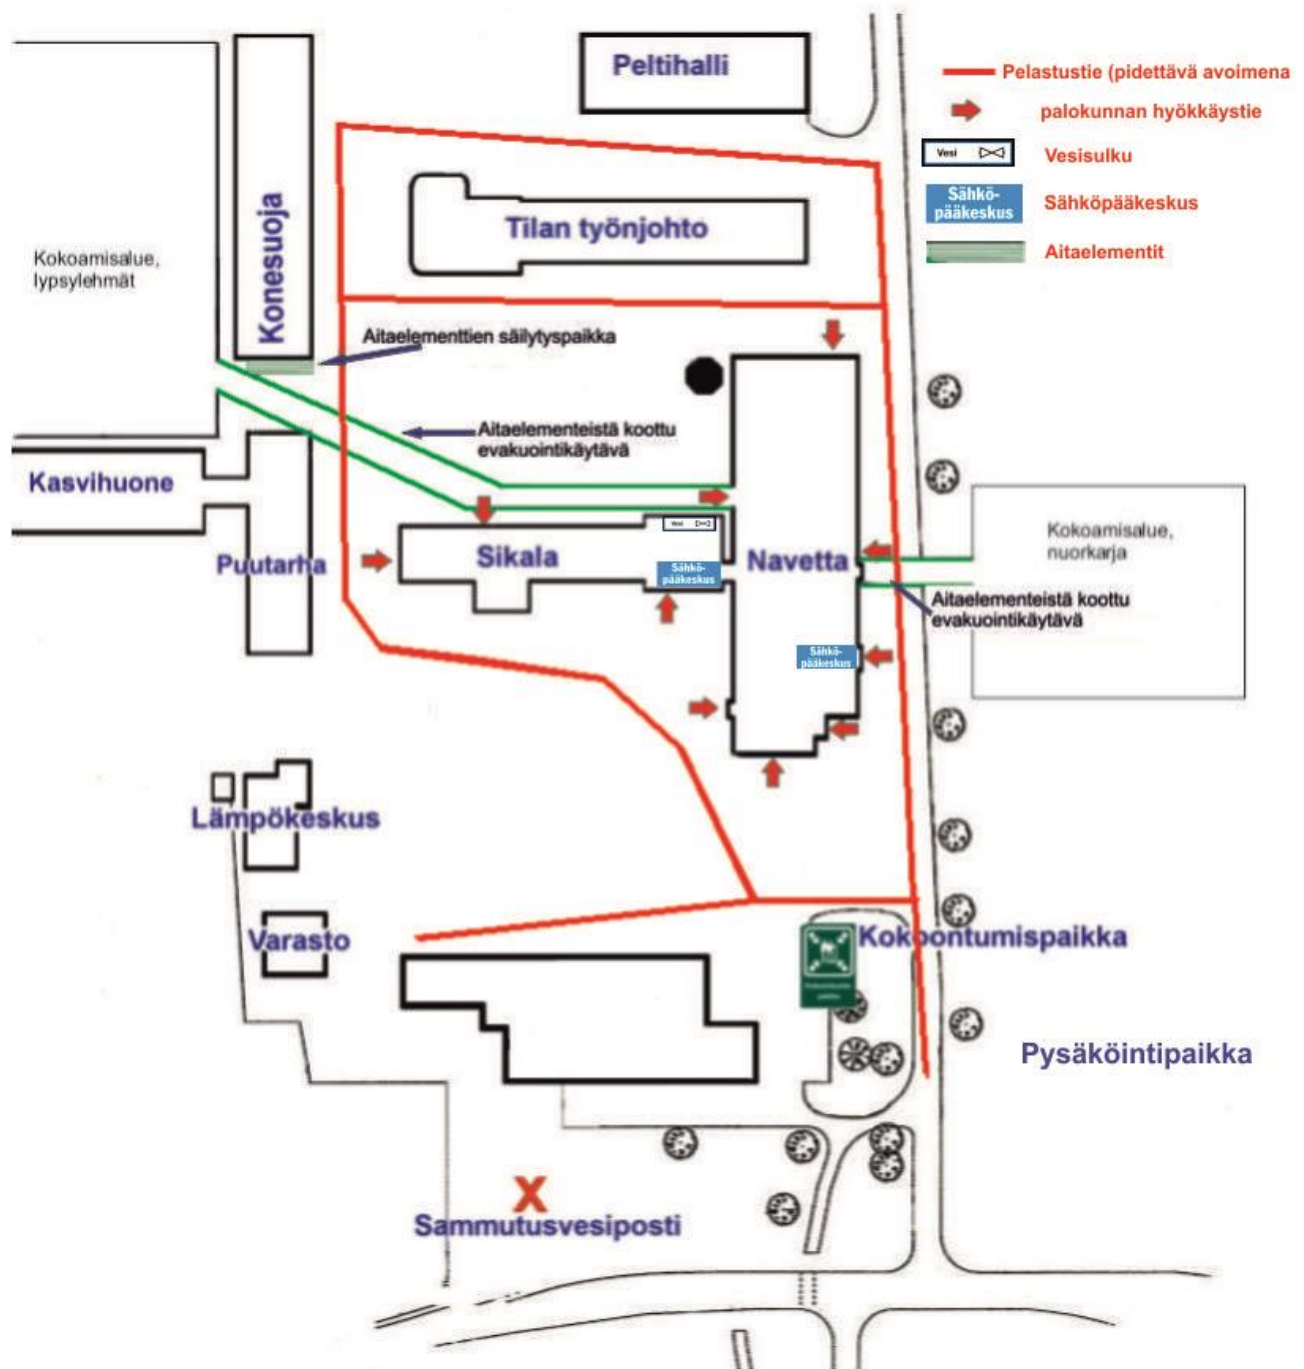 Peltihalli
Pelastustie (pidettävä avoimena
palokunnan hyökkäystie
Vesi
Vesisulku
Sähkö-
pääkeskus
Sähköpääkeskus
Aitaelementit
Konesuoja
Tilan työnjohto
Kokoamisalue,
lypsylehmät
Aitaelementtien säilytyspaikka
Aitaelementeistä koottu
evakuointikäytävä
Kasvihuone
Puutarha
Sikala
Vesi
Sähkö-
pääkeskus
Navetta
Kokoamisalue,
nuorkarja
Aitaelementeistä koottu
evakuointikäytävä
Sähkö-
pääkeskus
Lämpökeskus
Varasto
Kokoontumispaikka
Pysäköintipaikka
X
Sammutusvesiposti